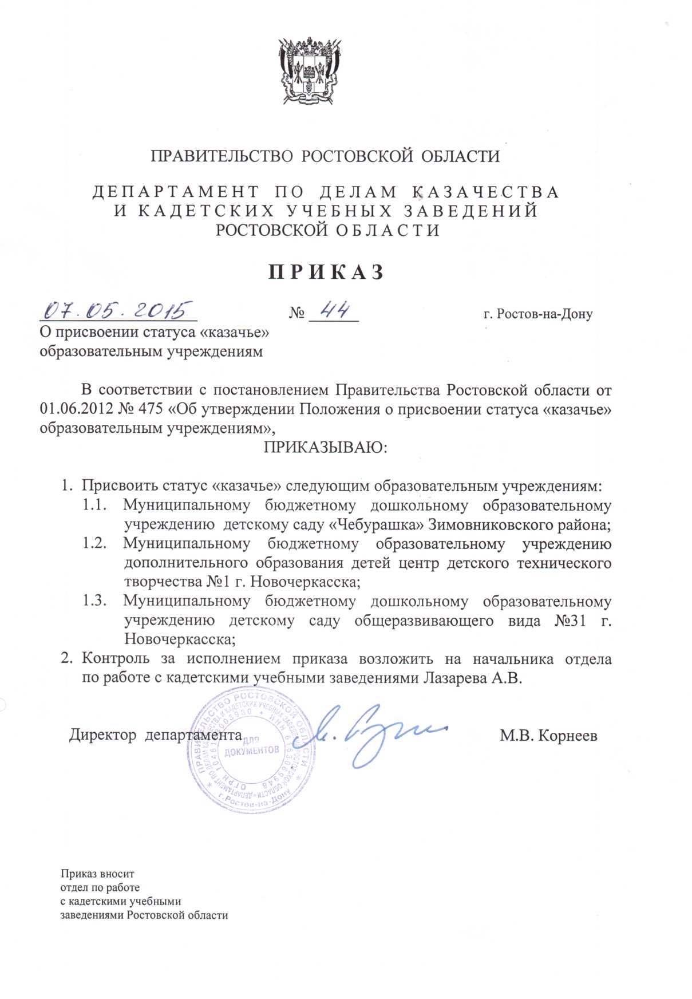 ПРАВИТЕЛЬСТВО РОСТОВСКОЙ ОБЛАСТИ
ДЕПАРТАМЕНТ ПО ДЕЛАМ КАЗАЧЕСТВА
И КАДЕТСКИХ УЧЕБНЫХ ЗАВЕДЕНИЙ
РОСТОВСКОЙ ОБЛАСТИ
ПРИКАЗ
07.05.2015 № 44 г. Ростов-на-Дону
О присвоении статуса «казачье»
образовательным учреждениям
В соответствии с постановлением Правительства Ростовской области от
01.06.2012 № 475 «Об утверждении Положения о присвоении статуса «казачье»
образовательным учреждениям»,
ПРИКАЗЫВАЮ:
1. Присвоить статус «казачье» следующим образовательным учреждениям:
1.1. Муниципальному бюджетному дошкольному образовательному
учреждению детскому саду «Чебурашка» Зимовниковского района;
1.2. Муниципальному бюджетному образовательному учреждению
дополнительного образования детей центр детского технического
творчества №1 г. Новочеркасска;
1.3. Муниципальному бюджетному дошкольному образовательному
учреждению детскому саду общеразвивающего вида №31 г.
Новочеркасска;
2. Контроль за исполнением приказа возложить на начальника отдела
по работе с кадетскими учебными заведениями Лазарева А.В.
Директор департамента М.В. Корнеев
ПРАВИТЕЛЬСТВО РОСТОВСКОЙ ОБЛАСТИ
г.Ростов-на-Дону
ДЛЯ
ДОКУМЕНТОВ
Приказ вносит
отдел по работе
с кадетскими учебными
заведениями Ростовской области